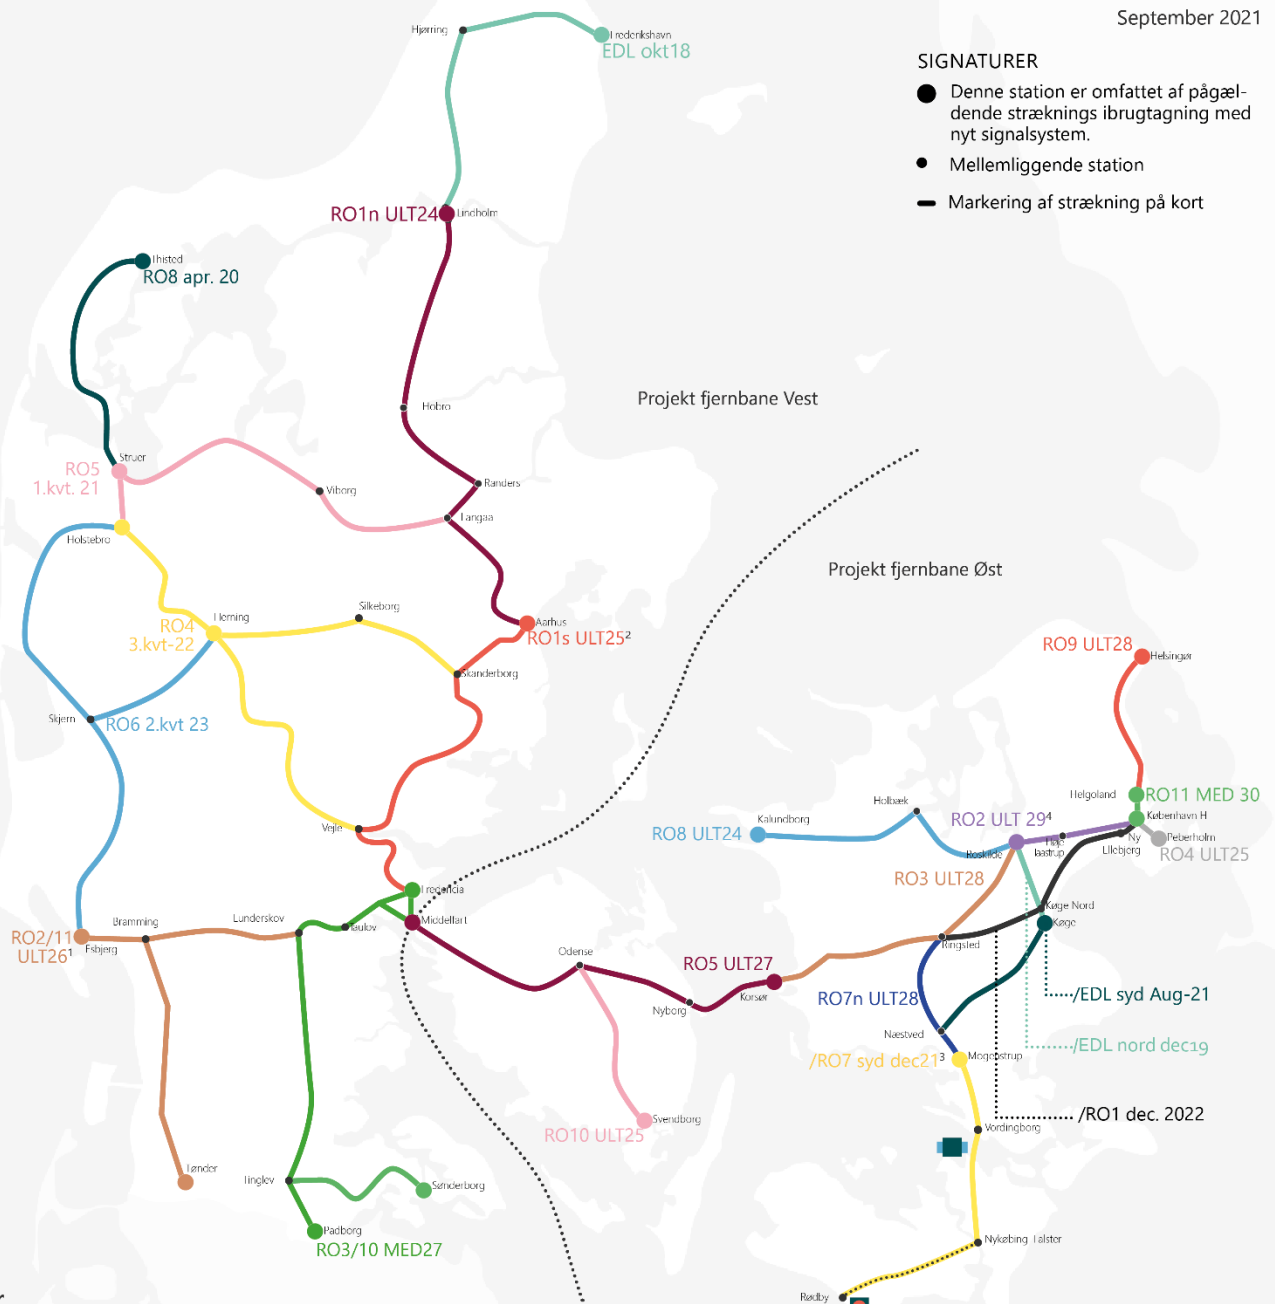 September 2021
SIGNATURER
Denne station er omfattet af pågæl-
dende stræknings ibrugtagning med
nyt signalsystem.
Mellemliggende station
Markering af strækning på kort
Hjørring
Frederikshavn
EDL okt18
RO1n ULT24
Lindholm
Thisted
RO8 apr. 20
Projekt fjernbane Vest
Hobro
Struer
RO5
1.kvt. 21
Viborg
Randers
Langaa
Holstebro
Projekt fjernbane Øst
Silkeborg
Herning
RO4
3.kvt-22
Aarhus
RO1s ULT25²
RO9 ULT28
Helsingør
Skanderborg
Skjern
RO6 2.kvt 23
Helgoland
RO11 MED 30
Holbæk
Kalundborg
RO8 ULT24
RO2 ULT 29⁴
København H
Vejle
Høje
Taastrup
Ny
Ellebjerg
Peberholm
RO4 ULT25
Roskilde
RO3 ULT28
Fredericia
Køge Nord
Køge
Bramming
Lunderskov
Taulov
Middelfart
RO2/11
ULT26¹
Esbjerg
Odense
RO5 ULT27
Ringsted
Nyborg
Korsør
RO7n ULT28
/EDL syd Aug-21
Næstved
/EDL nord dec19
/RO7 syd dec21³
Mogenstrup
/RO1 dec. 2022
Svendborg
RO10 ULT25
Vordingborg
Tønder
Tinglev
Sønderborg
Padborg
RO3/10 MED27
Nykøbing Falster
Rødby